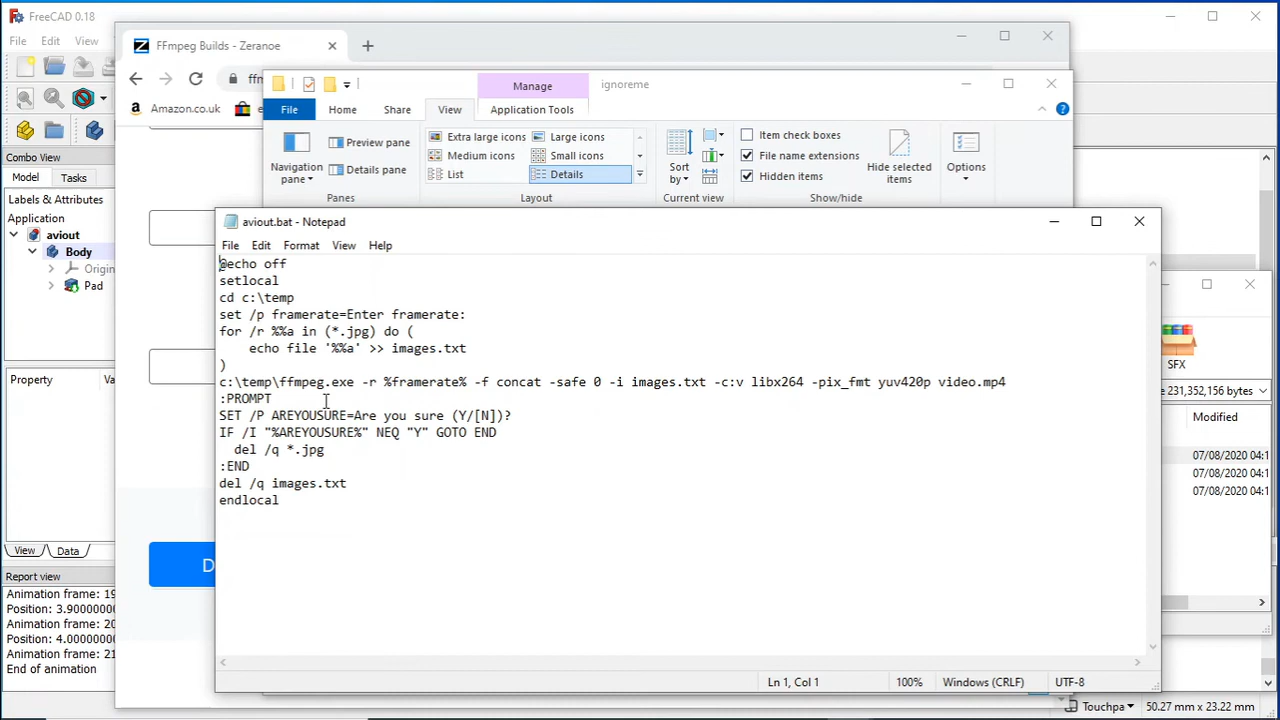 FreeCAD 0.18
File Edit View
FFmpeg Builds - Zeranoe
Amazon.co.uk
Manage
ignoreme
File Home Share View Application Tools
Navigation pane
Preview pane
Details pane
Panes
Extra large icons Large icons
Medium icons Small icons
List Details
Layout
Sort by
Current view
Item check boxes
File name extensions
Hidden items
Hide selected items
Show/hide
Options
Combo View
Model Tasks
Labels & Attributes
Application
aviout
Body
Origin
Pad
Property
View Data
Report view
Animation frame: 19
Position: 3.90000000
Animation frame: 20
Position: 4.00000000
Animation frame: 21
End of animation
D
aviout.bat - Notepad
File Edit Format View Help
@echo off
setlocal
cd c:\temp
set /p framerate=Enter framerate:
for /r %%a in (*.jpg) do (
echo file '%%a' >> images.txt
)
c:\temp\ffmpeg.exe -r %framerate% -f concat -safe 0 -i images.txt -c:v libx264 -pix_fmt yuv420p video.mp4
:PROMPT
SET /P AREYOUSURE=Are you sure (Y/[N])?
IF /I "%AREYOUSURE%" NEQ "Y" GOTO END
del /q *.jpg
:END
del /q images.txt
endlocal
Ln 1, Col 1 100% Windows (CRLF) UTF-8
SFX
231,352,156 bytes
Modified
07/08/2020 04:1
07/08/2020 04:1
07/08/2020 04:1
50.27 mm x 23.22 mm